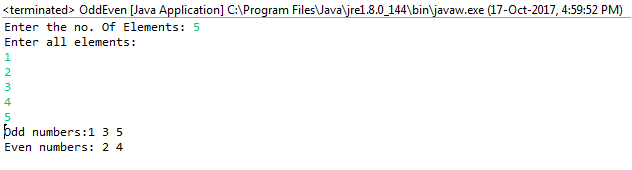 <terminated> OddEven [Java Application] C:\Program Files\Java\jre1.8.0_144\bin\javaw.exe (17-Oct-2017, 4:59:52 PM)
Enter the no. Of Elements: 5
Enter all elements:
1
2
3
4
5
Odd numbers:1 3 5
Even numbers: 2 4